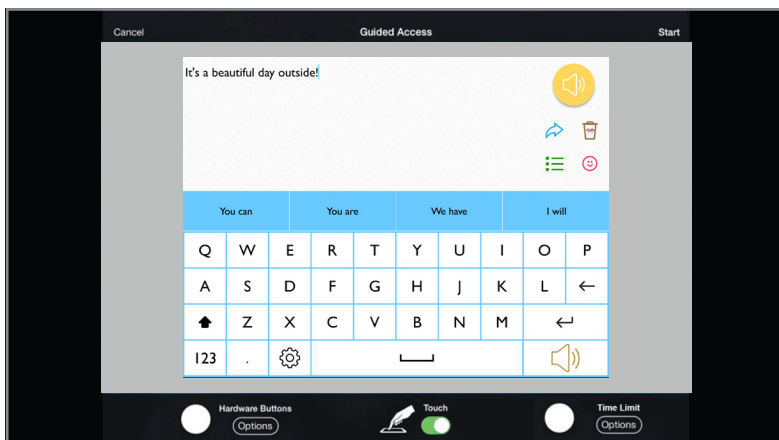 Cancel Guided Access Start
It's a beautiful day outside!
You can You are We have I will
Q W E R T Y U I O P
A S D F G H J K L
Z X C V B N M
123 .
Hardware Buttons Touch Time Limit
Options Options